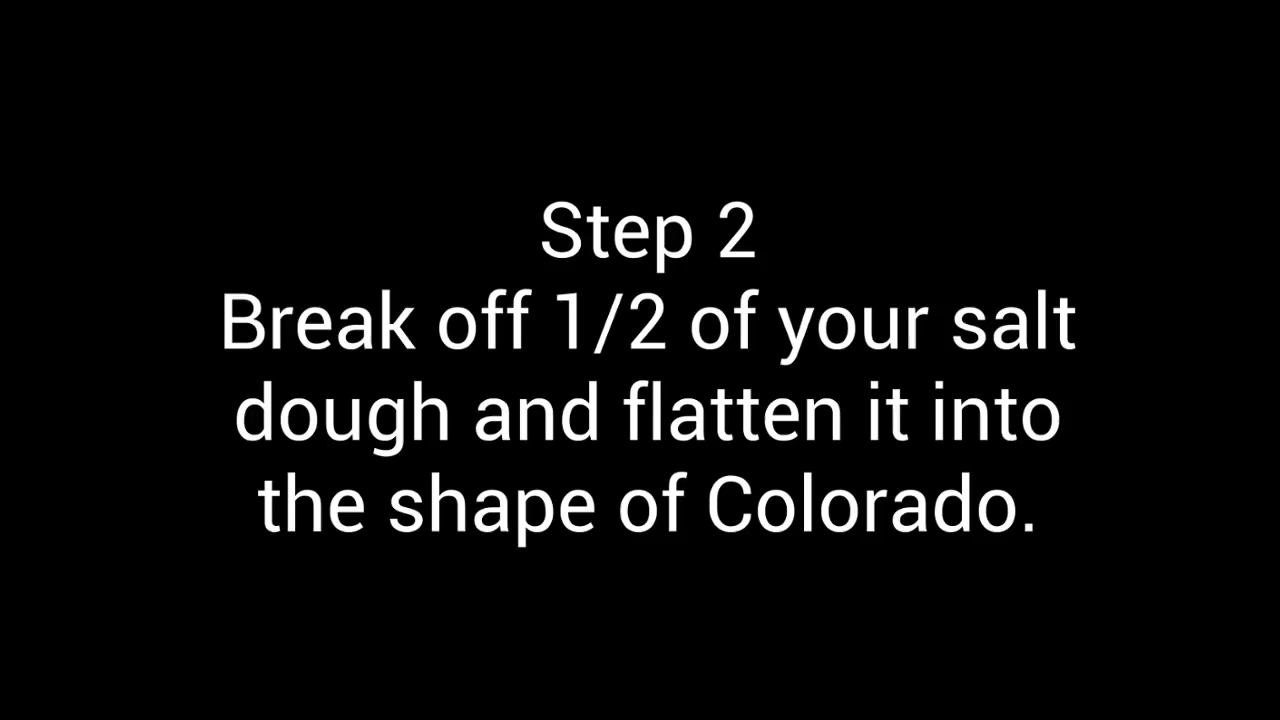 Step 2
Break off 1/2 of your salt
dough and flatten it into
the shape of Colorado.